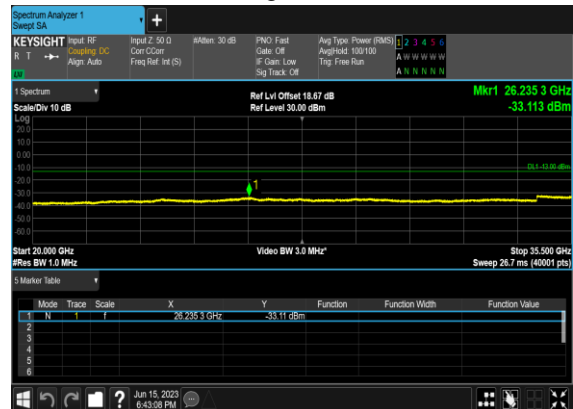 Spectrum Analyzer 1
Swept SA
+
KEYSIGHT Input: RF Input Z: 50 Ω #Atten: 30 dB PNO: Fast Avg Type: Power (RMS) 1 2 3 4 5 6
R T Coupling: DC Corr CCorr Gate: Off Avg|Hold: 100/100 A W W W W W
Align: Auto Freq Ref: Int (S) IF Gain: Low Trig: Free Run
LW Sig Track: Off A N N N N N
1 Spectrum Ref Lvl Offset 18.67 dB Mkr1 26.235 3 GHz
Scale/Div 10 dB Ref Level 30.00 dBm -33.113 dBm
Log
20.0
10.0
0.00
-10.0 DL1 -13.00 dBm
-20.0 1
-30.0
-40.0
-50.0
-60.0
Start 20.000 GHz Video BW 3.0 MHz* Stop 35.500 GHz
#Res BW 1.0 MHz Sweep 26.7 ms (40001 pts)
5 Marker Table
Mode Trace Scale X Y Function Function Width Function Value
1 N 1 f 26.235 3 GHz -33.11 dBm
2
3
4
5
6
? Jun 15, 2023
6:43:08 PM